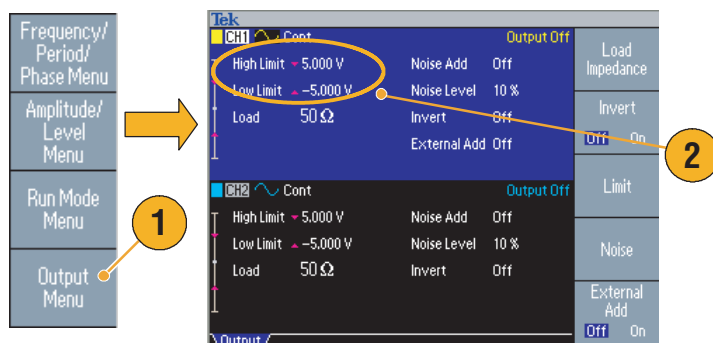 Frequency/
Period/
Phase Menu
Amplitude/
Level
Menu
Run Mode
Menu
Output
Menu
1
Tek
CH1 Cont Output Off
High Limit 5.000 V Noise Add Off
Low Limit -5.000 V Noise Level 10 %
Load 50 Ω Invert Off
External Add Off
CH2 Cont Output Off
High Limit 5.000 V Noise Add Off
Low Limit -5.000 V Noise Level 10 %
Load 50 Ω Invert Off
Output
Load
Impedance
Invert
Off On
Limit
Noise
External
Add
Off On
2